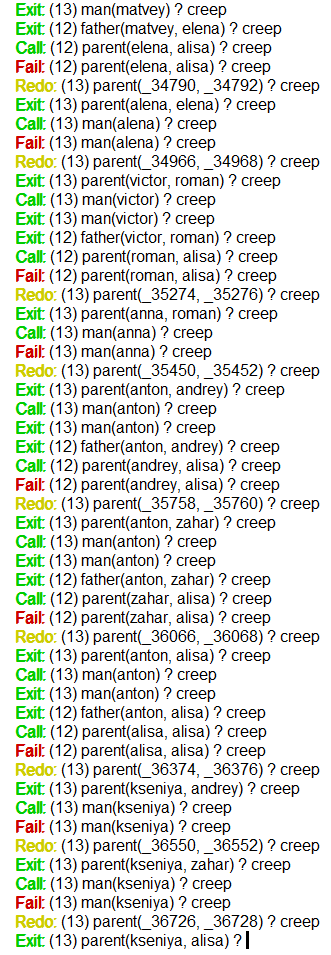 Exit: (13) man(matvey) ? creep
Exit: (12) father(matvey, elena) ? creep
Call: (12) parent(elena, alisa) ? creep
Fail: (12) parent(elena, alisa) ? creep
Redo: (13) parent(_34790, _34792) ? creep
Exit: (13) parent(alena, elena) ? creep
Call: (13) man(alena) ? creep
Fail: (13) man(alena) ? creep
Redo: (13) parent(_34966, _34968) ? creep
Exit: (13) parent(victor, roman) ? creep
Call: (13) man(victor) ? creep
Exit: (13) man(victor) ? creep
Exit: (12) father(victor, roman) ? creep
Call: (12) parent(roman, alisa) ? creep
Fail: (12) parent(roman, alisa) ? creep
Redo: (13) parent(_35274, _35276) ? creep
Exit: (13) parent(anna, roman) ? creep
Call: (13) man(anna) ? creep
Fail: (13) man(anna) ? creep
Redo: (13) parent(_35450, _35452) ? creep
Exit: (13) parent(anton, andrey) ? creep
Call: (13) man(anton) ? creep
Exit: (13) man(anton) ? creep
Exit: (12) father(anton, andrey) ? creep
Call: (12) parent(andrey, alisa) ? creep
Fail: (12) parent(andrey, alisa) ? creep
Redo: (13) parent(_35758, _35760) ? creep
Exit: (13) parent(anton, zahar) ? creep
Call: (13) man(anton) ? creep
Exit: (13) man(anton) ? creep
Exit: (12) father(anton, zahar) ? creep
Call: (12) parent(zahar, alisa) ? creep
Fail: (12) parent(zahar, alisa) ? creep
Redo: (13) parent(_36066, _36068) ? creep
Exit: (13) parent(anton, alisa) ? creep
Call: (13) man(anton) ? creep
Exit: (13) man(anton) ? creep
Exit: (12) father(anton, alisa) ? creep
Call: (12) parent(alisa, alisa) ? creep
Fail: (12) parent(alisa, alisa) ? creep
Redo: (13) parent(_36374, _36376) ? creep
Exit: (13) parent(kseniya, andrey) ? creep
Call: (13) man(kseniya) ? creep
Fail: (13) man(kseniya) ? creep
Redo: (13) parent(_36550, _36552) ? creep
Exit: (13) parent(kseniya, zahar) ? creep
Call: (13) man(kseniya) ? creep
Fail: (13) man(kseniya) ? creep
Redo: (13) parent(_36726, _36728) ? creep
Exit: (13) parent(kseniya, alisa) ?